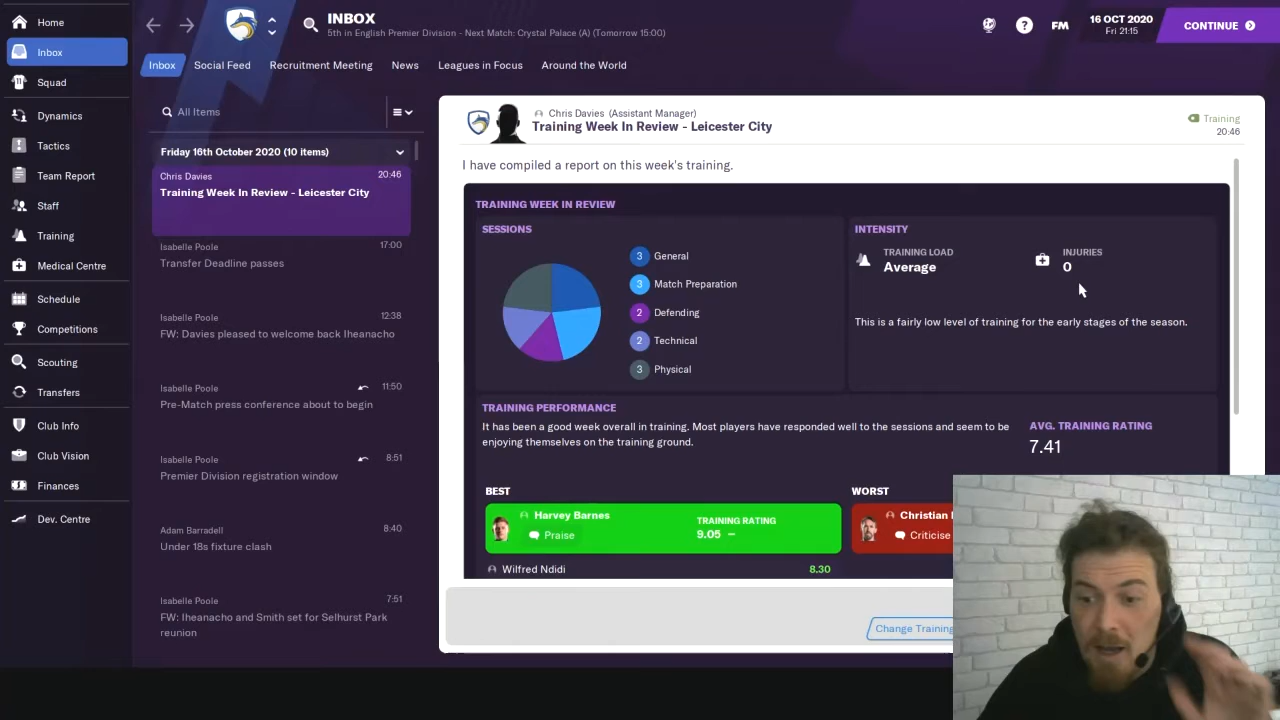 Home
Inbox
Squad
Dynamics
Tactics
Team Report
Staff
Training
Medical Centre
Schedule
Competitions
Scouting
Transfers
Club Info
Club Vision
Finances
Dev. Centre
INBOX
5th in English Premier Division - Next Match: Crystal Palace (A) (Tomorrow 15:00)
?
FM
16 OCT 2020
Fri 21:15
CONTINUE
Inbox
Social Feed
Recruitment Meeting
News
Leagues in Focus
Around the World
All Items
Friday 16th October 2020 (10 items)
Chris Davies 20:46
Training Week In Review - Leicester City
Isabelle Poole 17:00
Transfer Deadline passes
Isabelle Poole 12:38
FW: Davies pleased to welcome back Iheanacho
Isabelle Poole 11:50
Pre-Match press conference about to begin
Isabelle Poole 8:51
Premier Division registration window
Adam Barradell 8:40
Under 18s fixture clash
Isabelle Poole 7:51
FW: Iheanacho and Smith set for Selhurst Park
reunion
Chris Davies (Assistant Manager)
Training Week In Review - Leicester City
Training
20:46
I have compiled a report on this week's training.
TRAINING WEEK IN REVIEW
SESSIONS
3 General
3 Match Preparation
2 Defending
2 Technical
3 Physical
INTENSITY
TRAINING LOAD
Average
INJURIES
0
This is a fairly low level of training for the early stages of the season.
TRAINING PERFORMANCE
It has been a good week overall in training. Most players have responded well to the sessions and seem to be
enjoying themselves on the training ground.
AVG. TRAINING RATING
7.41
BEST
Harvey Barnes
Praise
TRAINING RATING
9.05 –
Wilfred Ndidi 8.30
WORST
Christian
Criticise
Change Training